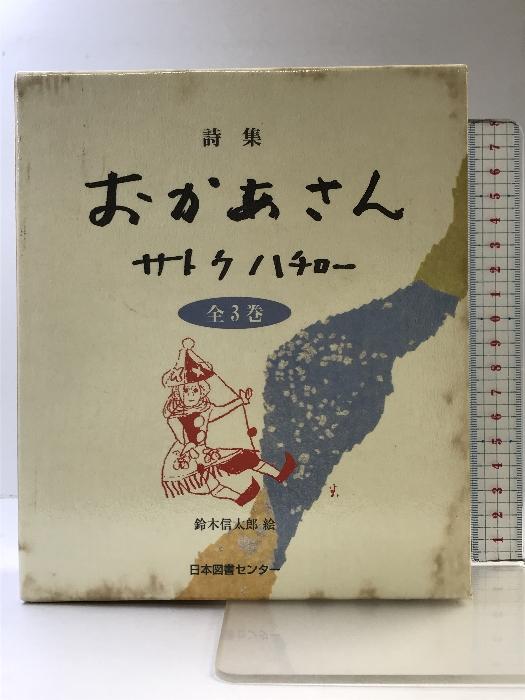 詩集
おかあさん
サトウハチロー
全3巻
鈴木信太郎 絵
日本図書センター